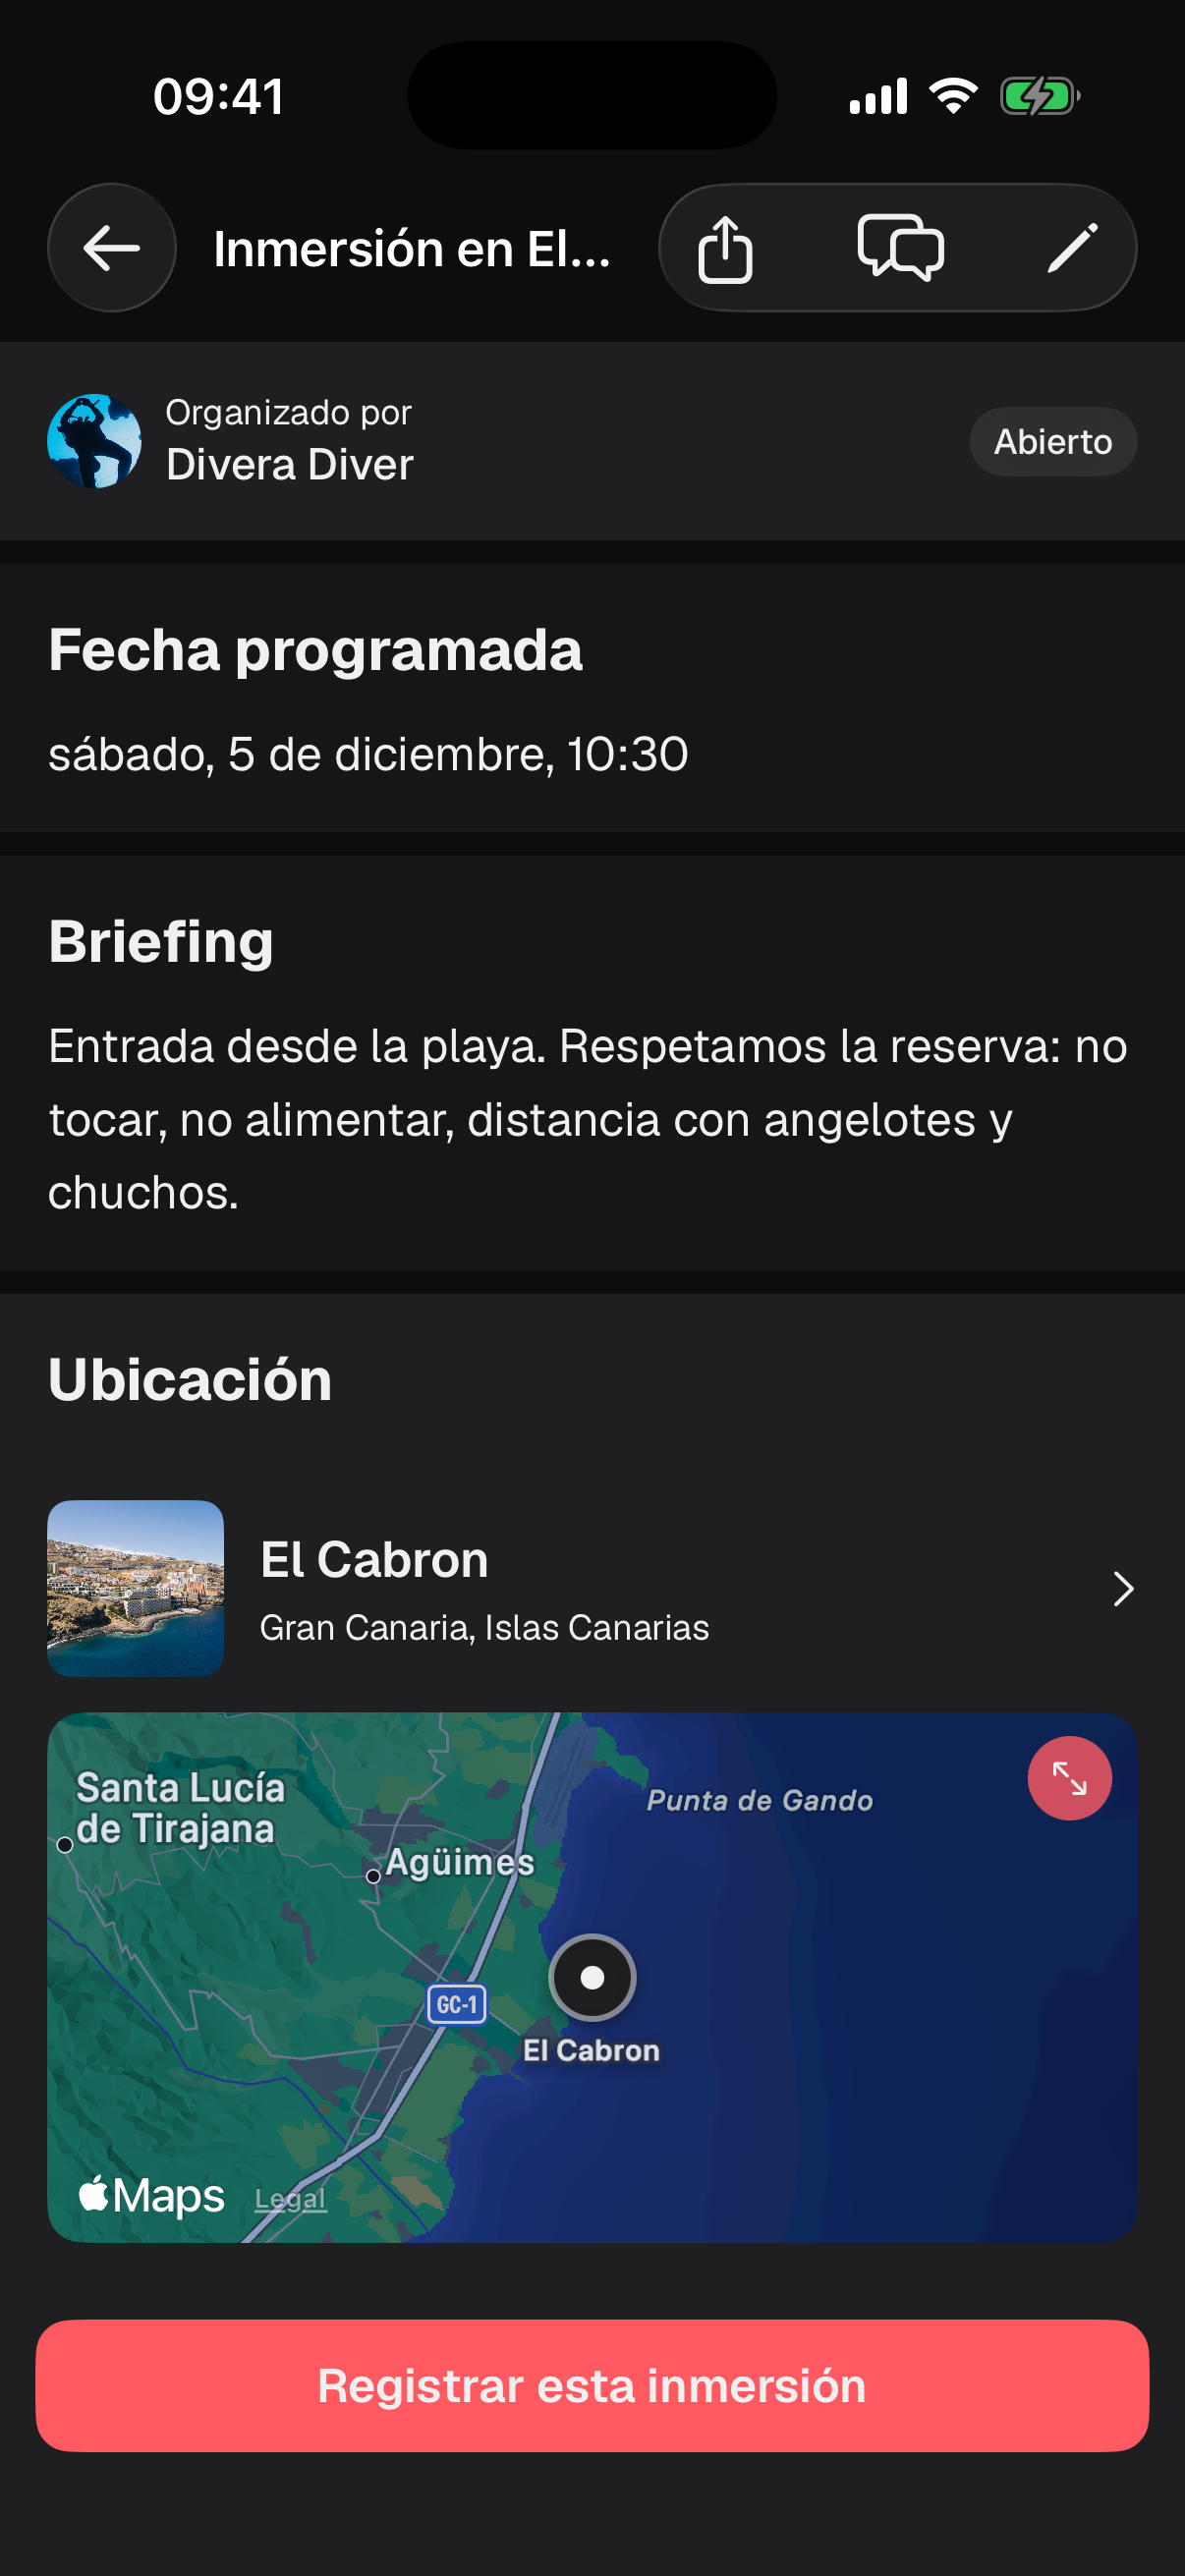 09:41
Inmersión en El...
Organizado por
Divera Diver
Abierto
Fecha programada
sábado, 5 de diciembre, 10:30
Briefing
Entrada desde la playa. Respetamos la reserva: no
tocar, no alimentar, distancia con angelotes y
chuchos.
Ubicación
El Cabron
Gran Canaria, Islas Canarias
Santa Lucía
de Tirajana
Punta de Gando
Agüimes
GC-1
El Cabron
Maps
Legal
Registrar esta inmersión